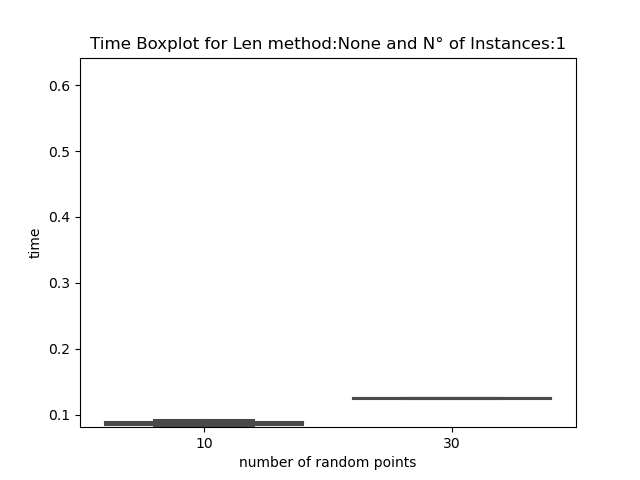 Time Boxplot for Len method:None and N° of Instances:1
0.6
0.5
0.4
0.3
0.2
0.1
time
10 30
number of random points